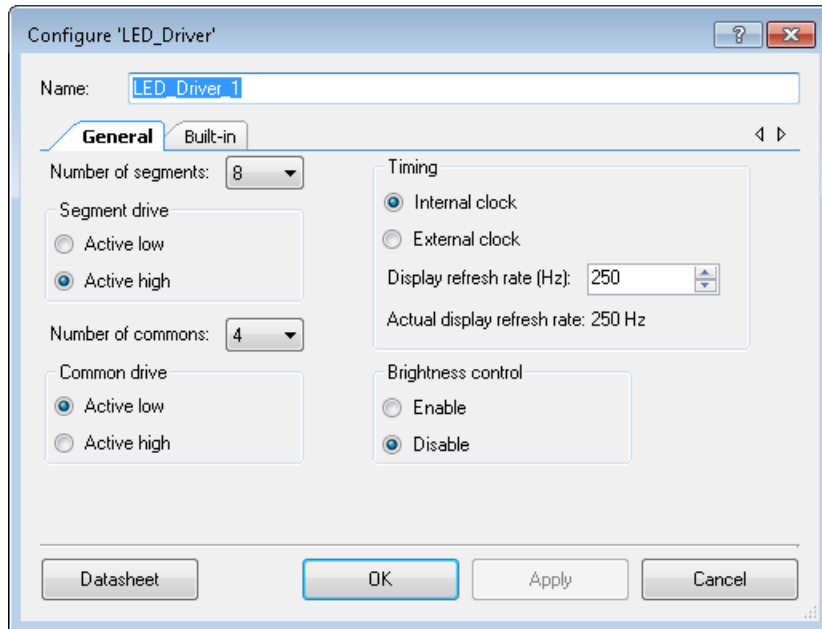 Configure 'LED_Driver'
Name: LED_Driver_1
General Built-in
Number of segments: 8
Segment drive
Active low
Active high
Number of commons: 4
Common drive
Active low
Active high
Timing
Internal clock
External clock
Display refresh rate (Hz): 250
Actual display refresh rate: 250 Hz
Brightness control
Enable
Disable
Datasheet OK Apply Cancel